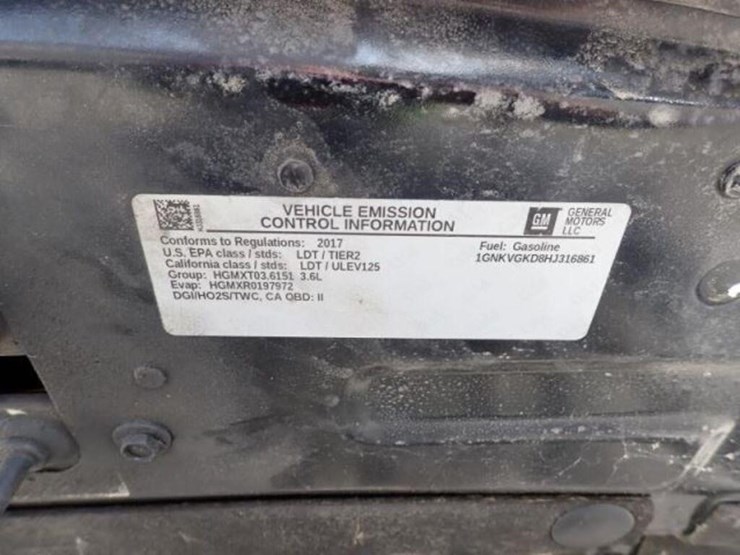 VEHICLE EMISSION
CONTROL INFORMATION
GM
GENERAL
MOTORS
LLC
Conforms to Regulations: 2017
U.S. EPA class / stds: LDT / TIER2
California class / stds: LDT / ULEV125
Group: HGMXT03.6151 3.6L
Evap: HGMXR0197972
DGI/HO2S/TWC, CA OBD: II
Fuel: Gasoline
1GNKVGKD8HJ316861